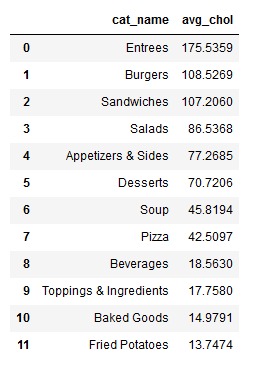 cat_name avg_chol
0 Entrees 175.5359
1 Burgers 108.5269
2 Sandwiches 107.2060
3 Salads 86.5368
4 Appetizers & Sides 77.2685
5 Desserts 70.7206
6 Soup 45.8194
7 Pizza 42.5097
8 Beverages 18.5630
9 Toppings & Ingredients 17.7580
10 Baked Goods 14.9791
11 Fried Potatoes 13.7474